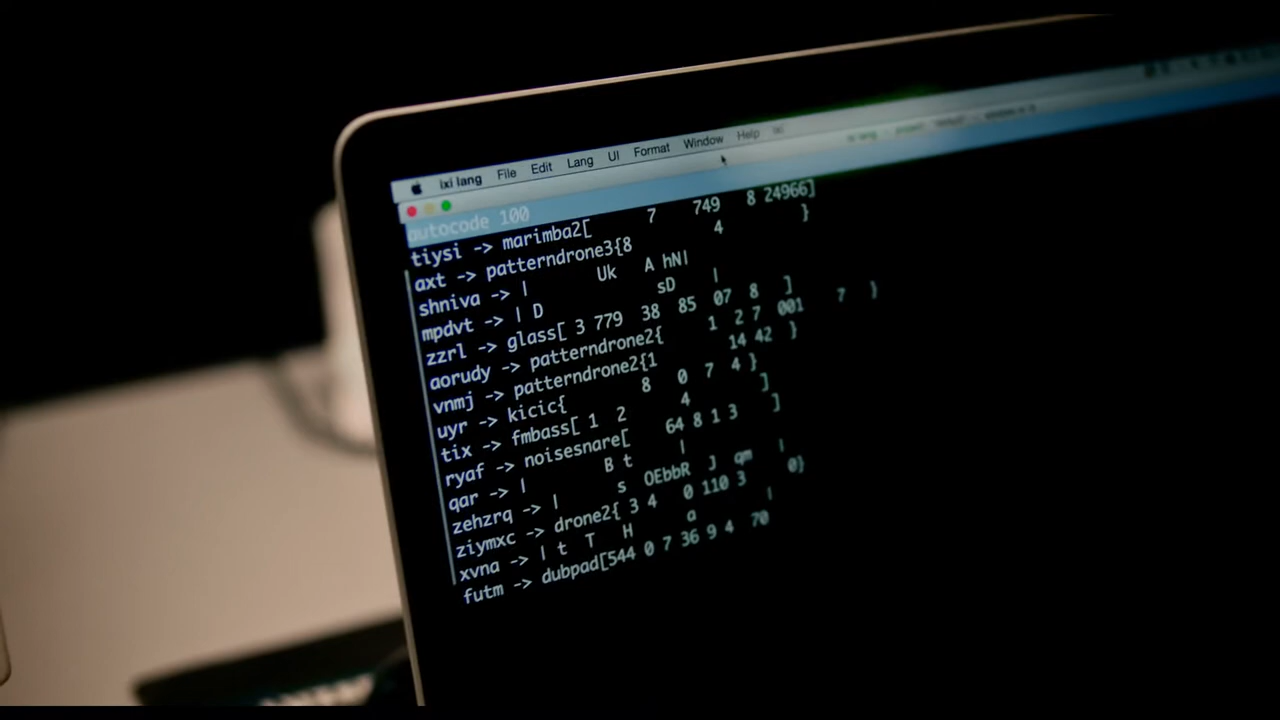 ixi lang File Edit Lang UI Format Window Help
autocode 100
tiysi -> marimba2[ 7 749 8 24966]
axt -> patterndrone3{8 4 }
shniva -> | Uk A hN|
mpdvt -> | D sD |
zzrl -> glass[ 3 779 38 85 07 8 ]
aorudy -> patterndrone2{ 1 2 7 001 7 }
vnmj -> patterndrone2{1 14 42 }
uyr -> kicic{ 8 0 7 4 }
tix -> fmbass[ 1 2 4 ]
ryaf -> noisesnare[ 64 8 1 3 ]
qar -> | B t |
zehzrq -> | s OEbbR J qm |
ziymxc -> drone2{ 3 4 0 110 3 0}
xvna -> | t T H a |
futm -> dubpad[544 0 7 36 9 4 70